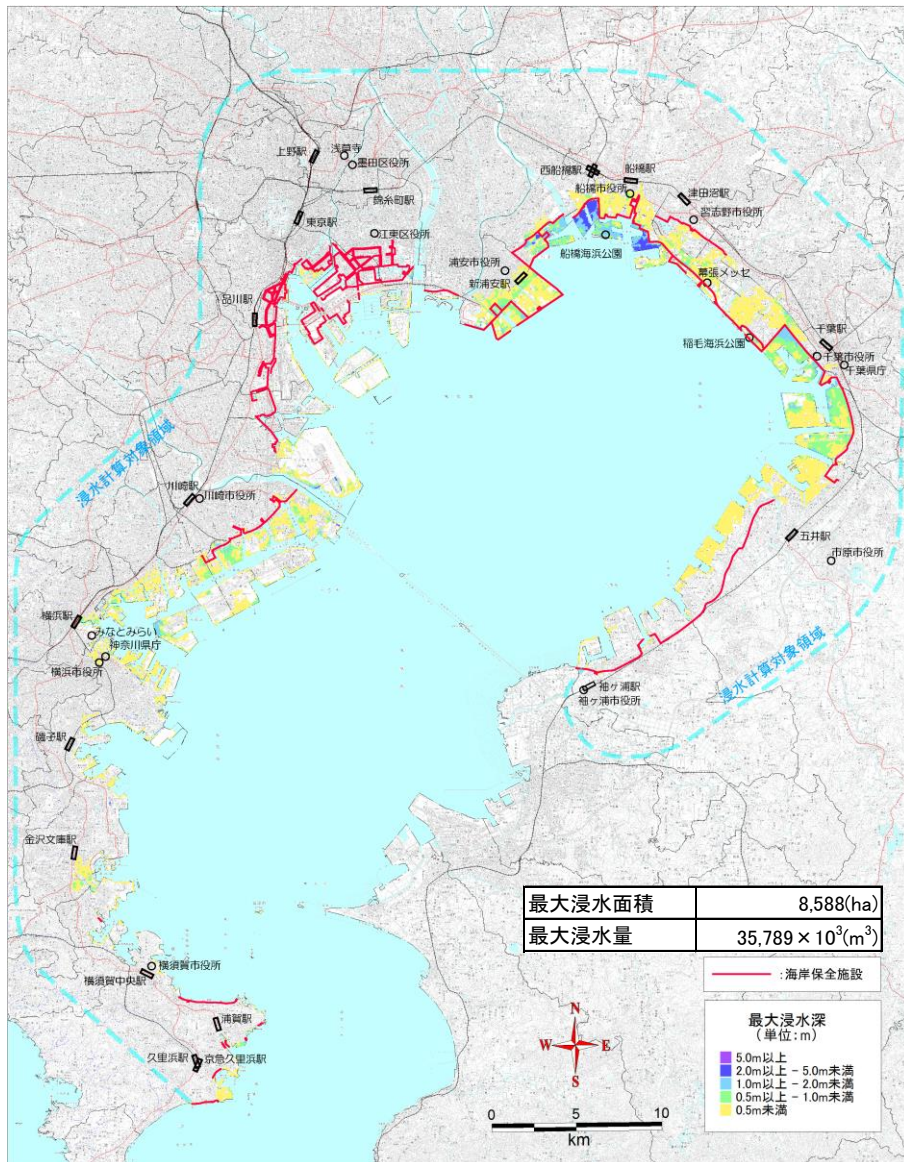 浅草寺
上野駅
墨田区役所
錦糸町駅
東京駅
江東区役所
品川駅
西船橋駅
船橋駅
船橋市役所
津田沼駅
習志野市役所
船橋海浜公園
浦安市役所
新浦安駅
幕張メッセ
稲毛海浜公園
千葉駅
千葉市役所
千葉県庁
浸水計算対象領域
川崎駅
川崎市役所
五井駅
市原市役所
横浜駅
みなとみらい
神奈川県庁
横浜市役所
浸水計算対象領域
袖ヶ浦駅
袖ヶ浦市役所
磯子駅
金沢文庫駅
最大浸水面積 8,588(ha)
最大浸水量 35,789×10³(m³)
横須賀市役所
横須賀中央駅
:海岸保全施設
浦賀駅
久里浜駅
京急久里浜駅
N
W E
S
最大浸水深
(単位:m)
5.0m以上
2.0m以上-5.0m未満
1.0m以上-2.0m未満
0.5m以上-1.0m未満
0.5m未満
0 5 10
km